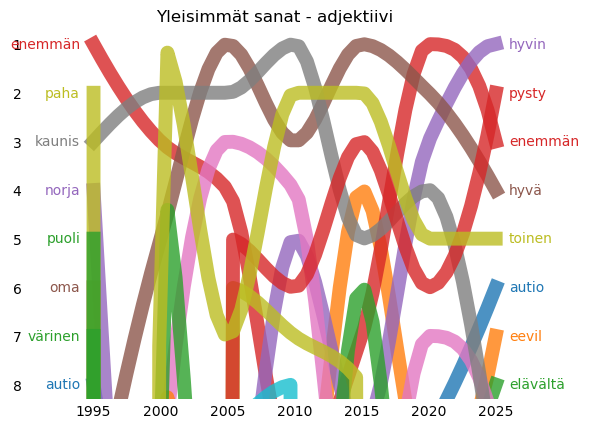 Yleisimmät sanat - adjektiivi
1 enemmän hyvin
2 paha pysty
3 kaunis enemmän
4 norja hyvä
5 puoli toinen
6 oma autio
7 värinen eevil
8 autio elävältä
1995 2000 2005 2010 2015 2020 2025